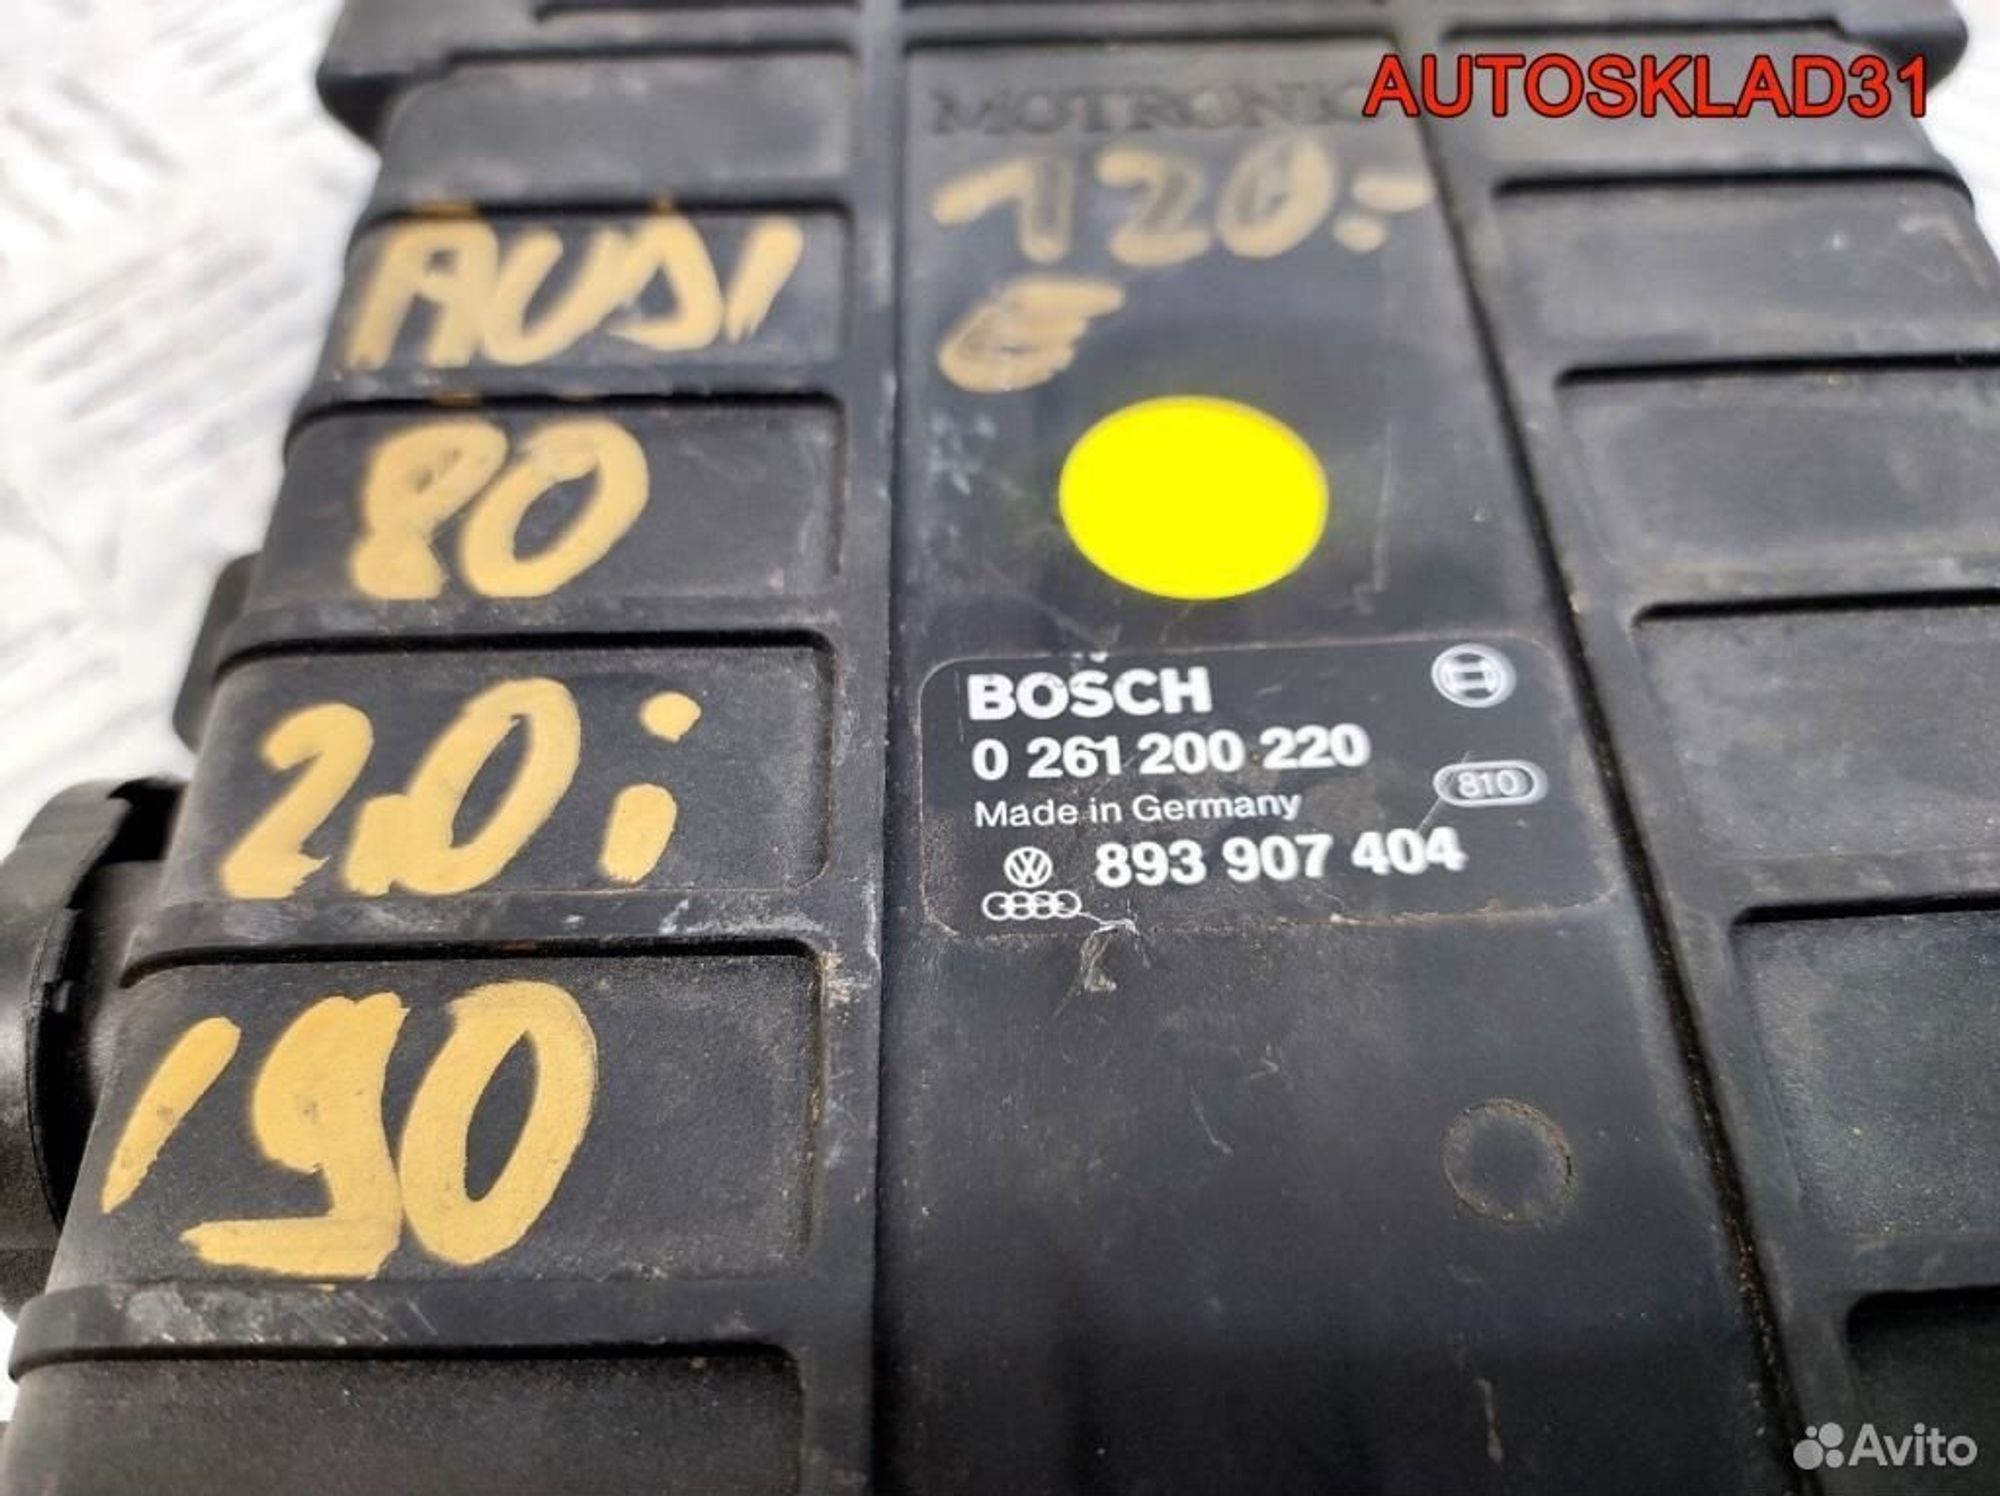 AUTOSKLAD31
MOTRONIC
120.-
€
AUDI
80
2.0i
'90
BOSCH
0 261 200 220
810
Made in Germany
893 907 404
Avito